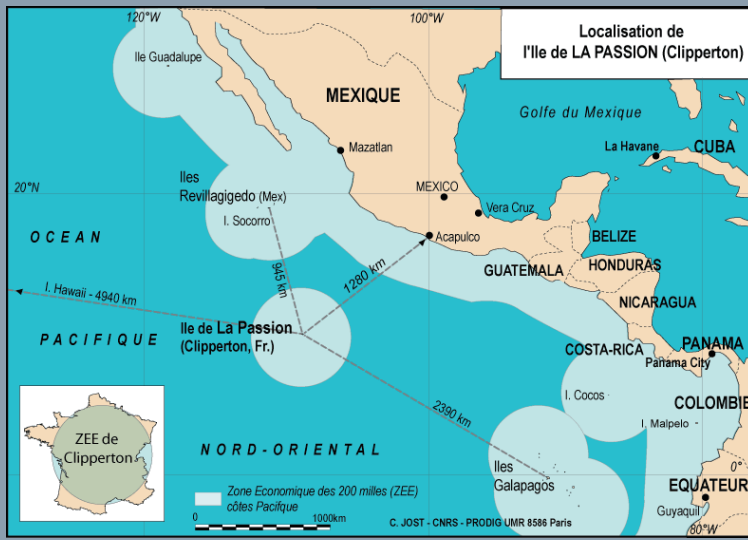 120°W
100°W
Localisation de
l'Ile de LA PASSION (Clipperton)
Ile Guadalupe
MEXIQUE
Golfe du Mexique
La Havane
CUBA
Mazatlan
Iles
Revillagigedo (Mex)
20°N
MEXICO
Vera Cruz
I. Socorro
OCEAN
Acapulco
BELIZE
945 km
1280 km
GUATEMALA
HONDURAS
I. Hawaii - 4940 km
NICARAGUA
Ile de La Passion
(Clipperton, Fr.)
PACIFIQUE
COSTA-RICA
PANAMA
Panama City
2390 km
I. Cocos
COLOMBIE
I. Malpelo
ZEE de
Clipperton
NORD-ORIENTAL
Iles
Galapagos
0°
EQUATEUR
Zone Economique des 200 milles (ZEE)
côtes Pacifque
Guyaquil
0
1000km
C. JOST - CNRS - PRODIG UMR 8586 Paris
80°W